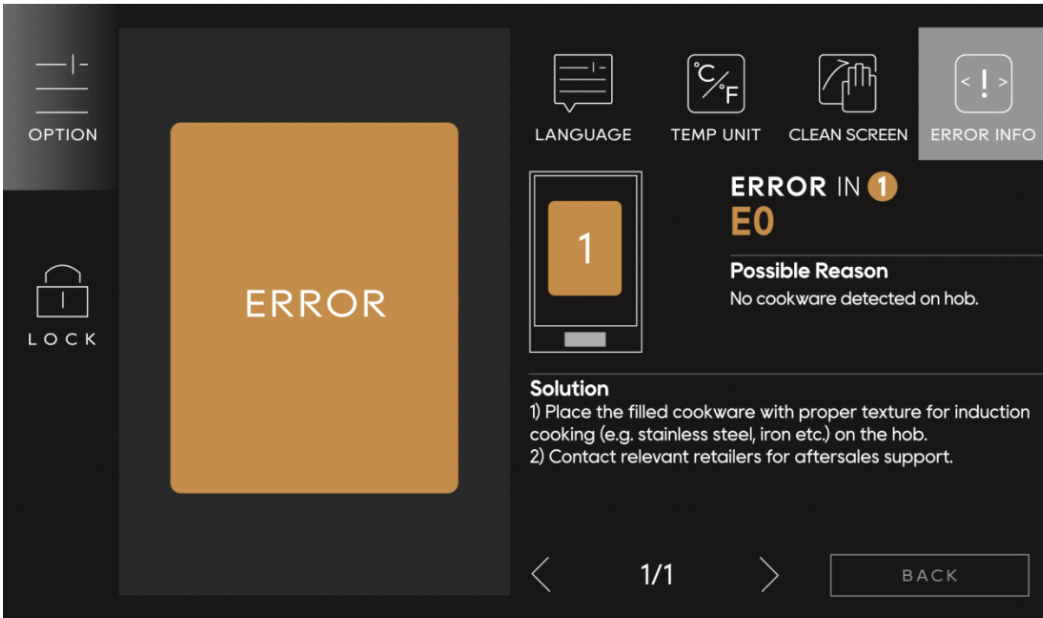 OPTION
LOCK
ERROR
LANGUAGE
TEMP UNIT
°C/°F
CLEAN SCREEN
ERROR INFO
< ! >
1
ERROR IN 1
E0
Possible Reason
No cookware detected on hob.
Solution
1) Place the filled cookware with proper texture for induction
cooking (e.g. stainless steel, iron etc.) on the hob.
2) Contact relevant retailers for aftersales support.
1/1
BACK